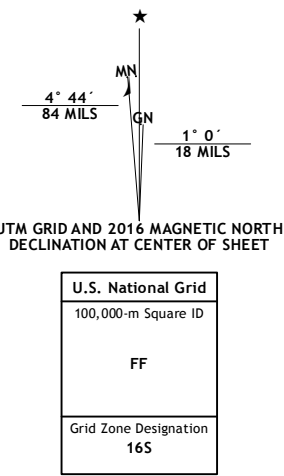 ★
MN
4° 44´
84 MILS
GN
1° 0´
18 MILS
UTM GRID AND 2016 MAGNETIC NORTH
DECLINATION AT CENTER OF SHEET
U.S. National Grid
100,000-m Square ID
FF
Grid Zone Designation
16S